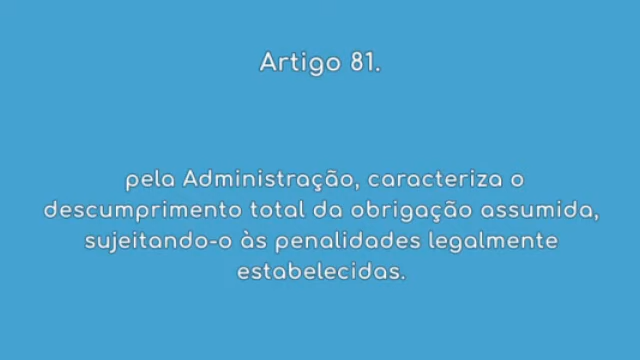 Artigo 81.
pela Administração, caracteriza o
descumprimento total da obrigação assumida,
sujeitando-o às penalidades legalmente
estabelecidas.